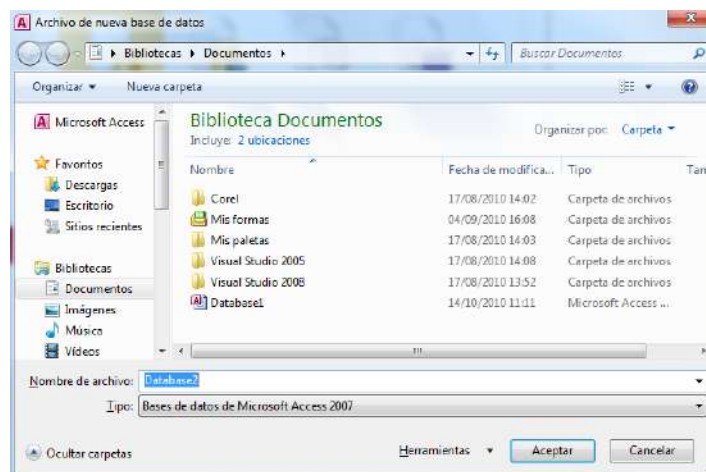 Archivo de nueva base de datos
Bibliotecas Documentos
Buscar Documentos
Organizar Nueva carpeta
Microsoft Access
Favoritos
Descargas
Escritorio
Sitios recientes
Bibliotecas
Documentos
Imágenes
Música
Vídeos
Biblioteca Documentos
Incluye: 2 ubicaciones
Organizar por: Carpeta
Nombre Fecha de modifica... Tipo Tam
Corel 17/08/2010 14:02 Carpeta de archivos
Mis formas 04/09/2010 16:08 Carpeta de archivos
Mis paletas 17/08/2010 14:03 Carpeta de archivos
Visual Studio 2005 17/08/2010 14:08 Carpeta de archivos
Visual Studio 2008 17/08/2010 13:52 Carpeta de archivos
Database1 14/10/2010 11:11 Microsoft Access ...
Nombre de archivo: Database2
Tipo: Bases de datos de Microsoft Access 2007
Ocultar carpetas Herramientas Aceptar Cancelar